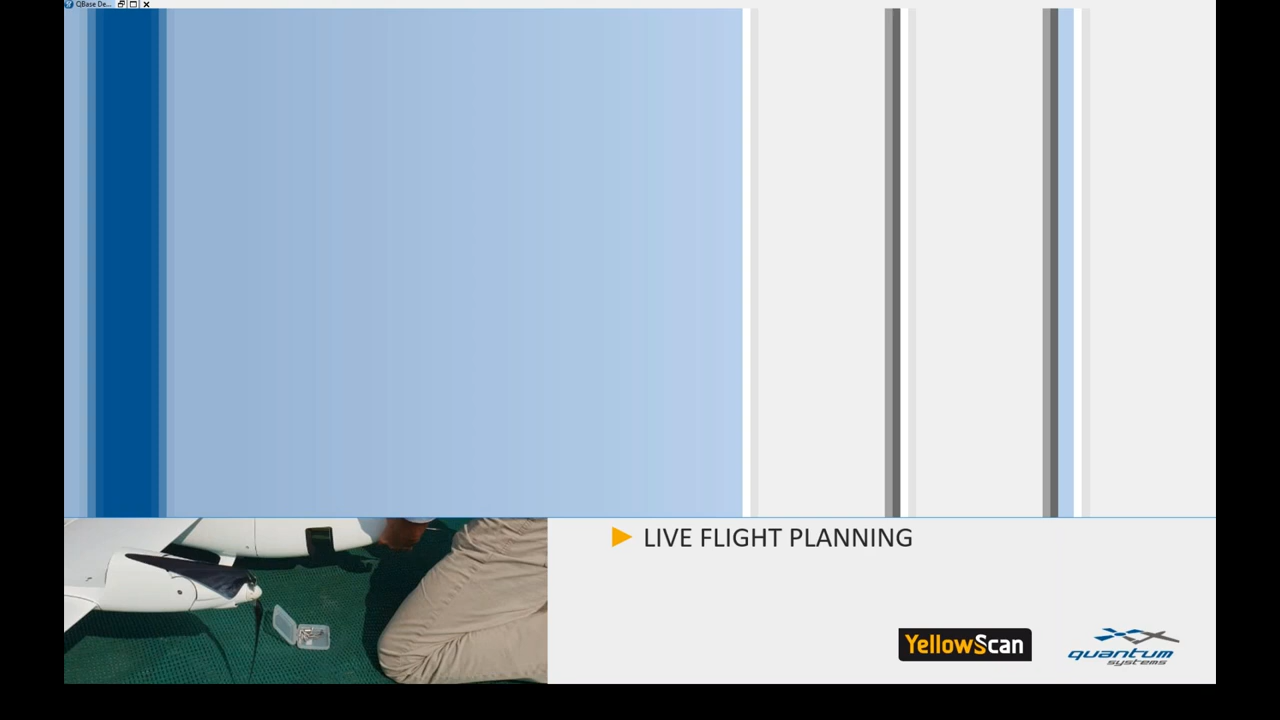 QBase De...
LIVE FLIGHT PLANNING
YellowScan
quantum
systems